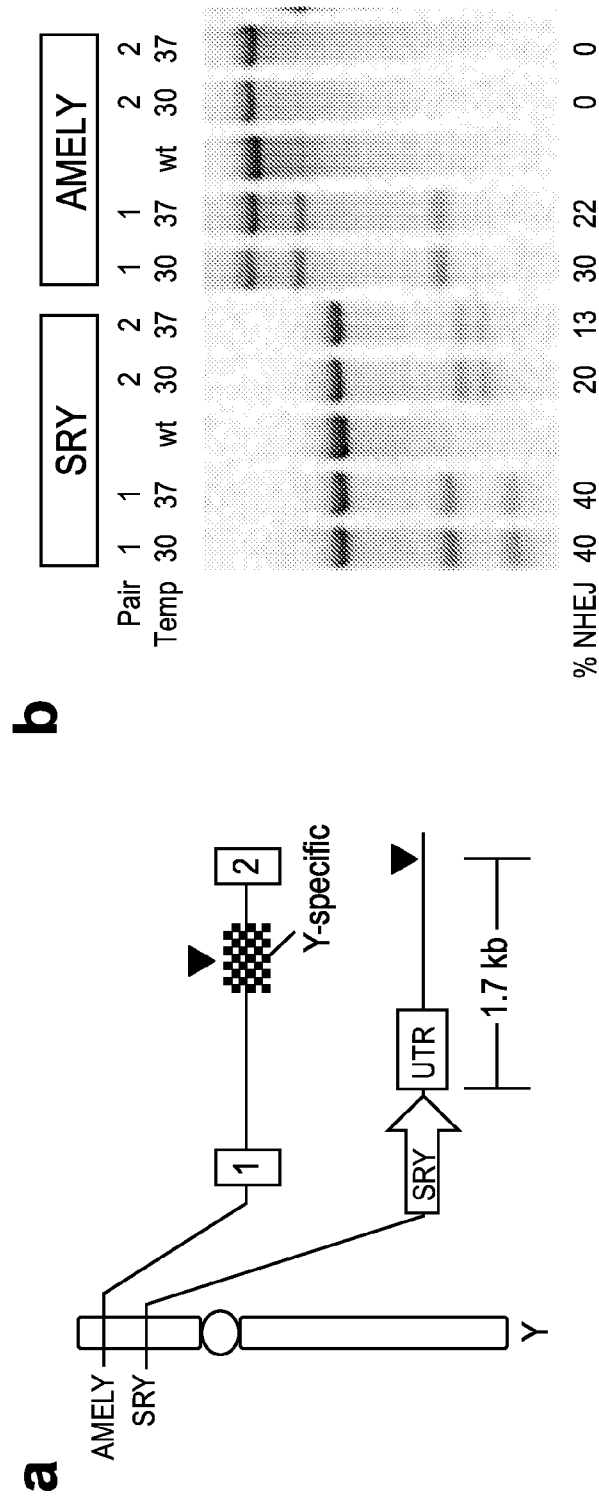 a
AMELY
SRY
Y
1
2
Y-specific
SRY
UTR
1.7 kb
b
SRY
AMELY
Pair 1 1 2 2 1 1 2 2
Temp 30 37 wt 30 37 30 37 wt 30 37
% NHEJ 40 40 20 13 30 22 0 0